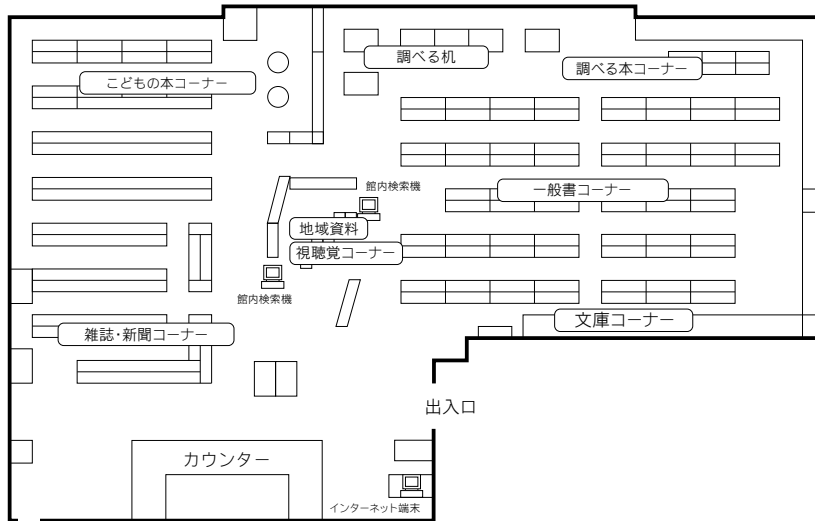 調べる机
こどもの本コーナー
調べる本コーナー
館内検索機
一般書コーナー
地域資料
視聴覚コーナー
館内検索機
文庫コーナー
雑誌・新聞コーナー
出入口
カウンター
インターネット端末